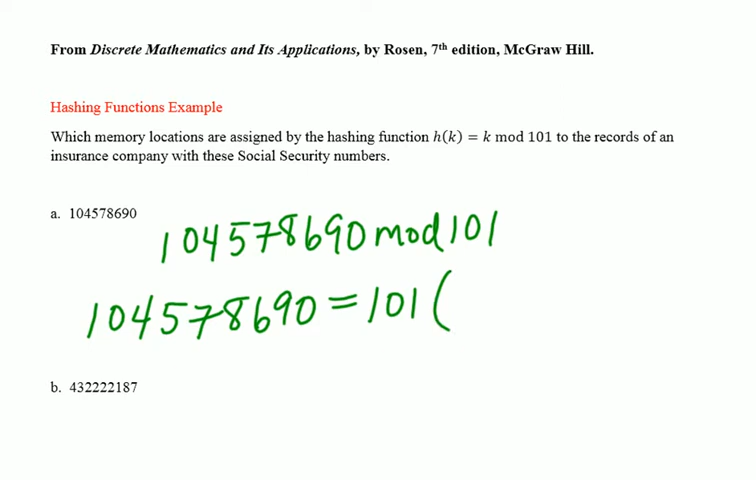 From Discrete Mathematics and Its Applications, by Rosen, 7th edition, McGraw Hill.
Hashing Functions Example
Which memory locations are assigned by the hashing function h(k) = k mod 101 to the records of an
insurance company with these Social Security numbers.
a. 104578690
104578690 mod 101
104578690 = 101 (
b. 432222187